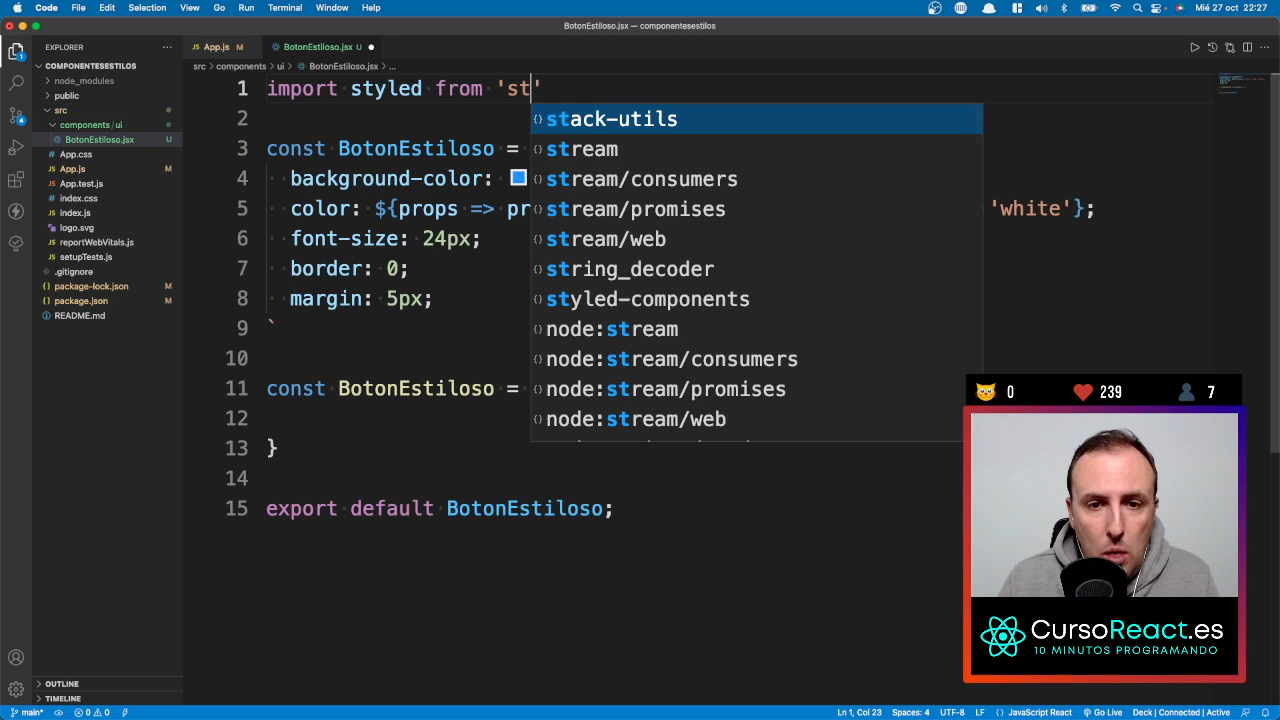 Code File Edit Selection View Go Run Terminal Window Help Mié 27 oct 22:27
BotonEstiloso.jsx — componentesestilos
EXPLORER ···
App.js M
BotonEstiloso.jsx U
COMPONENTESESTILOS
src > components > ui > BotonEstiloso.jsx > ...
node_modules
public
src
components / ui
BotonEstiloso.jsx U
App.css
App.js M
App.test.js
index.css
index.js
logo.svg
reportWebVitals.js
setupTests.js
.gitignore
package-lock.json M
package.json M
README.md
OUTLINE
TIMELINE
1 import styled from 'st'
2
3 const BotonEstiloso =
4 background-color:
5 color: ${props => pr 'white'};
6 font-size: 24px;
7 border: 0;
8 margin: 5px;
9 `
10
11 const BotonEstiloso =
12
13 }
14
15 export default BotonEstiloso;
stack-utils
stream
stream/consumers
stream/promises
stream/web
string_decoder
styled-components
node:stream
node:stream/consumers
node:stream/promises
node:stream/web
0 239 7
CursoReact.es
10 MINUTOS PROGRAMANDO
main* 0 0 Ln 1, Col 23 Spaces: 4 UTF-8 LF JavaScript React Go Live Deck | Connected | Active